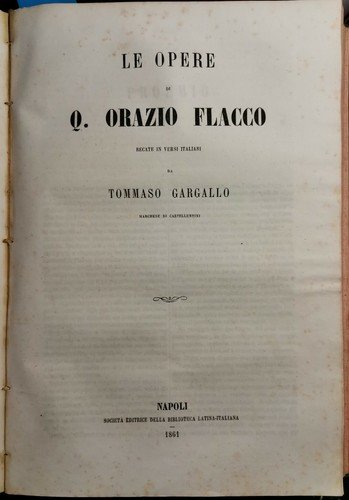 LE OPERE
DI
Q. ORAZIO FLACCO
RECATE IN VERSI ITALIANI
DA
TOMMASO GARGALLO
MARCHESE DI CASTELLENTINI
NAPOLI
SOCIETÀ EDITRICE DELLA BIBLIOTECA LATINA-ITALIANA
1861